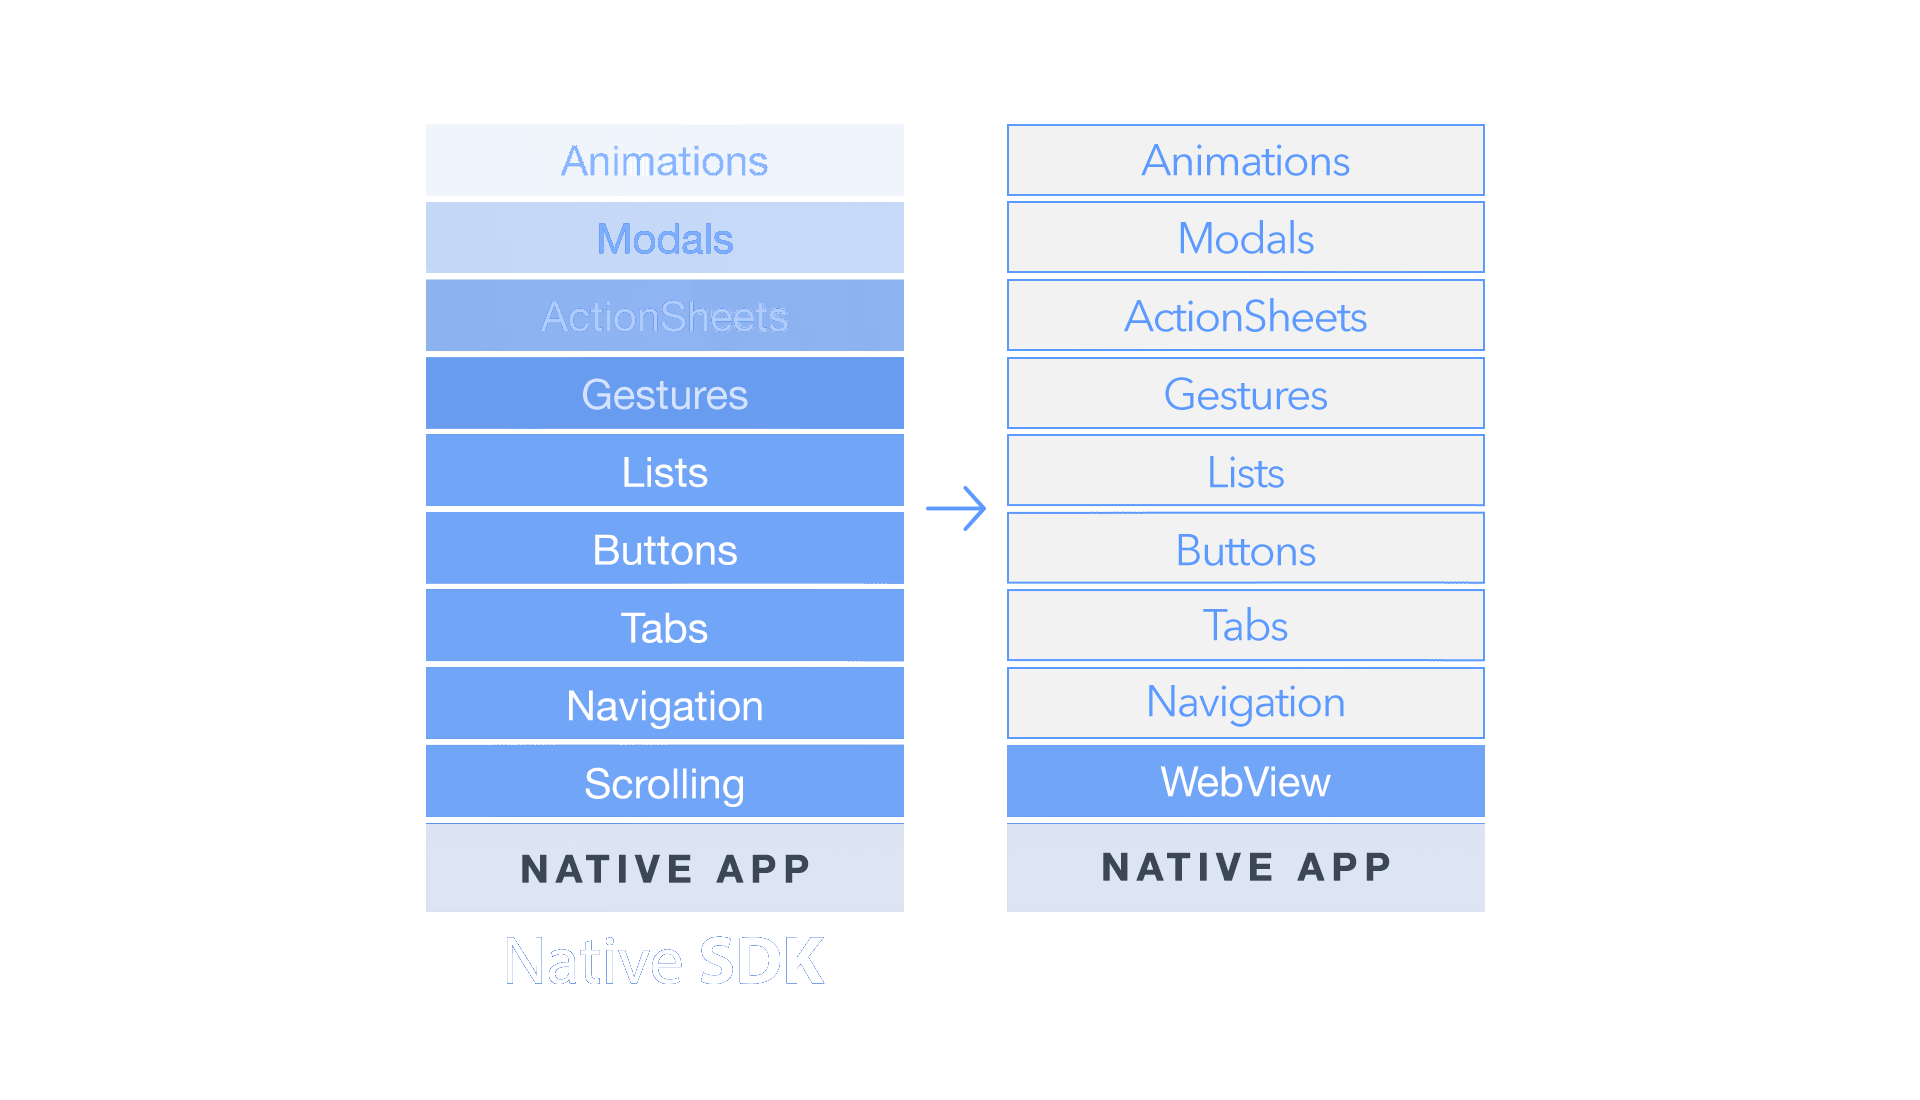 Animations
Modals
ActionSheets
Gestures
Lists
Buttons
Tabs
Navigation
Scrolling
NATIVE APP
Native SDK
Animations
Modals
ActionSheets
Gestures
Lists
Buttons
Tabs
Navigation
WebView
NATIVE APP